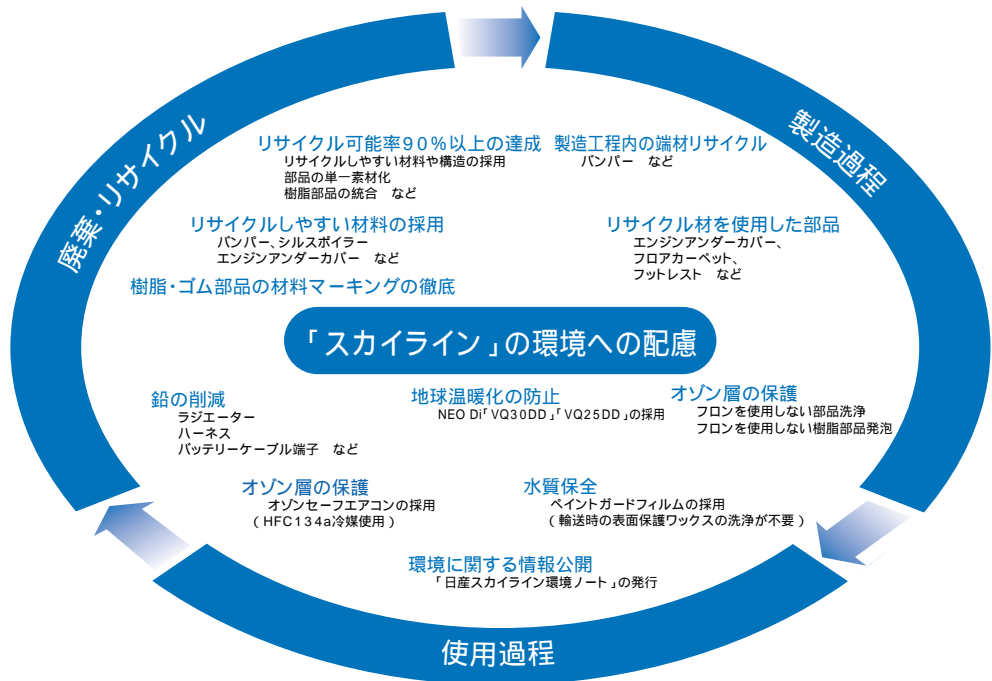 廃棄・リサイクル
製造過程
リサイクル可能率90%以上の達成
リサイクルしやすい材料や構造の採用
部品の単一素材化
樹脂部品の統合　など
製造工程内の端材リサイクル
バンパー　など
リサイクルしやすい材料の採用
バンパー、シルスポイラー
エンジンアンダーカバー　など
リサイクル材を使用した部品
エンジンアンダーカバー、
フロアカーペット、
フットレスト　など
樹脂・ゴム部品の材料マーキングの徹底
「スカイライン」の環境への配慮
鉛の削減
ラジエーター
ハーネス
バッテリーケーブル端子　など
地球温暖化の防止
NEO Di「VQ30DD」「VQ25DD」の採用
オゾン層の保護
フロンを使用しない部品洗浄
フロンを使用しない樹脂部品発泡
オゾン層の保護
オゾンセーフエアコンの採用
(HFC134a冷媒使用)
水質保全
ペイントガードフィルムの採用
(輸送時の表面保護ワックスの洗浄が不要)
環境に関する情報公開
「日産スカイライン環境ノート」の発行
使用過程